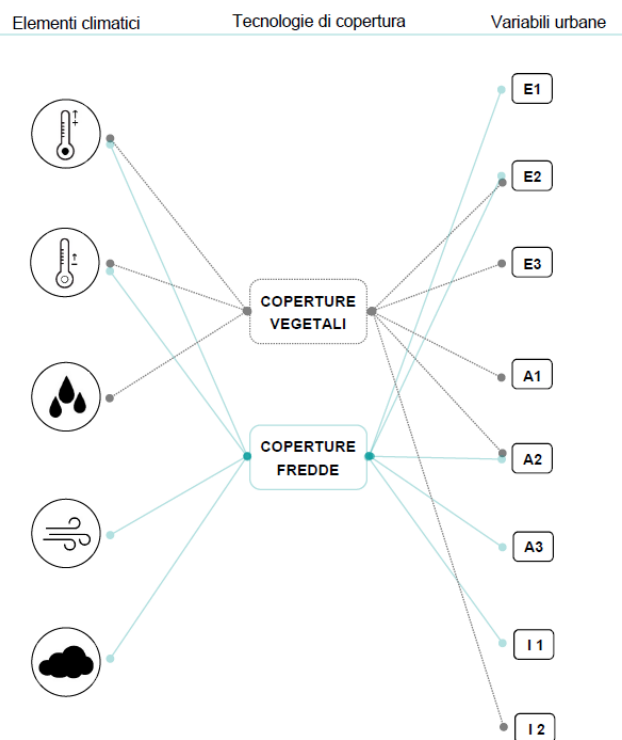 Elementi climatici
Tecnologie di copertura
Variabili urbane
E1
E2
E3
COPERTURE
VEGETALI
A1
COPERTURE
FREDDE
A2
A3
I 1
I 2